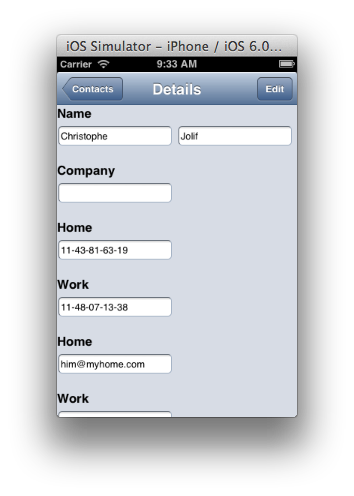 iOS Simulator – iPhone / iOS 6.0...
Carrier 9:33 AM
Contacts Details Edit
Name
Christophe Jolif
Company
Home
11-43-81-63-19
Work
11-48-07-13-38
Home
him@myhome.com
Work